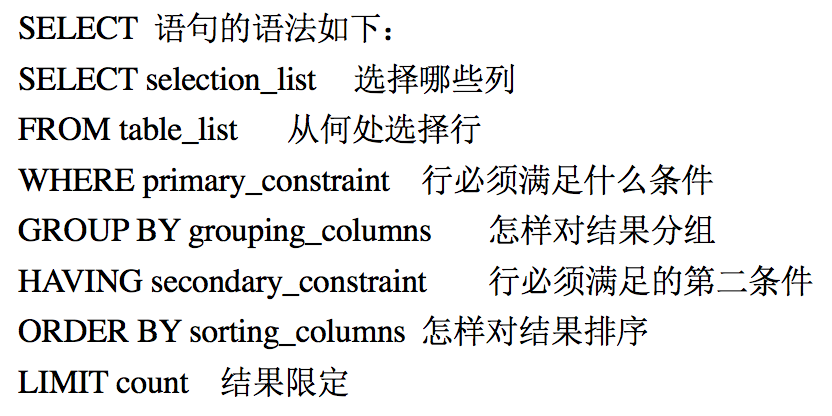 SELECT 语句的语法如下：
SELECT selection_list 选择哪些列
FROM table_list 从何处选择行
WHERE primary_constraint 行必须满足什么条件
GROUP BY grouping_columns 怎样对结果分组
HAVING secondary_constraint 行必须满足的第二条件
ORDER BY sorting_columns 怎样对结果排序
LIMIT count 结果限定